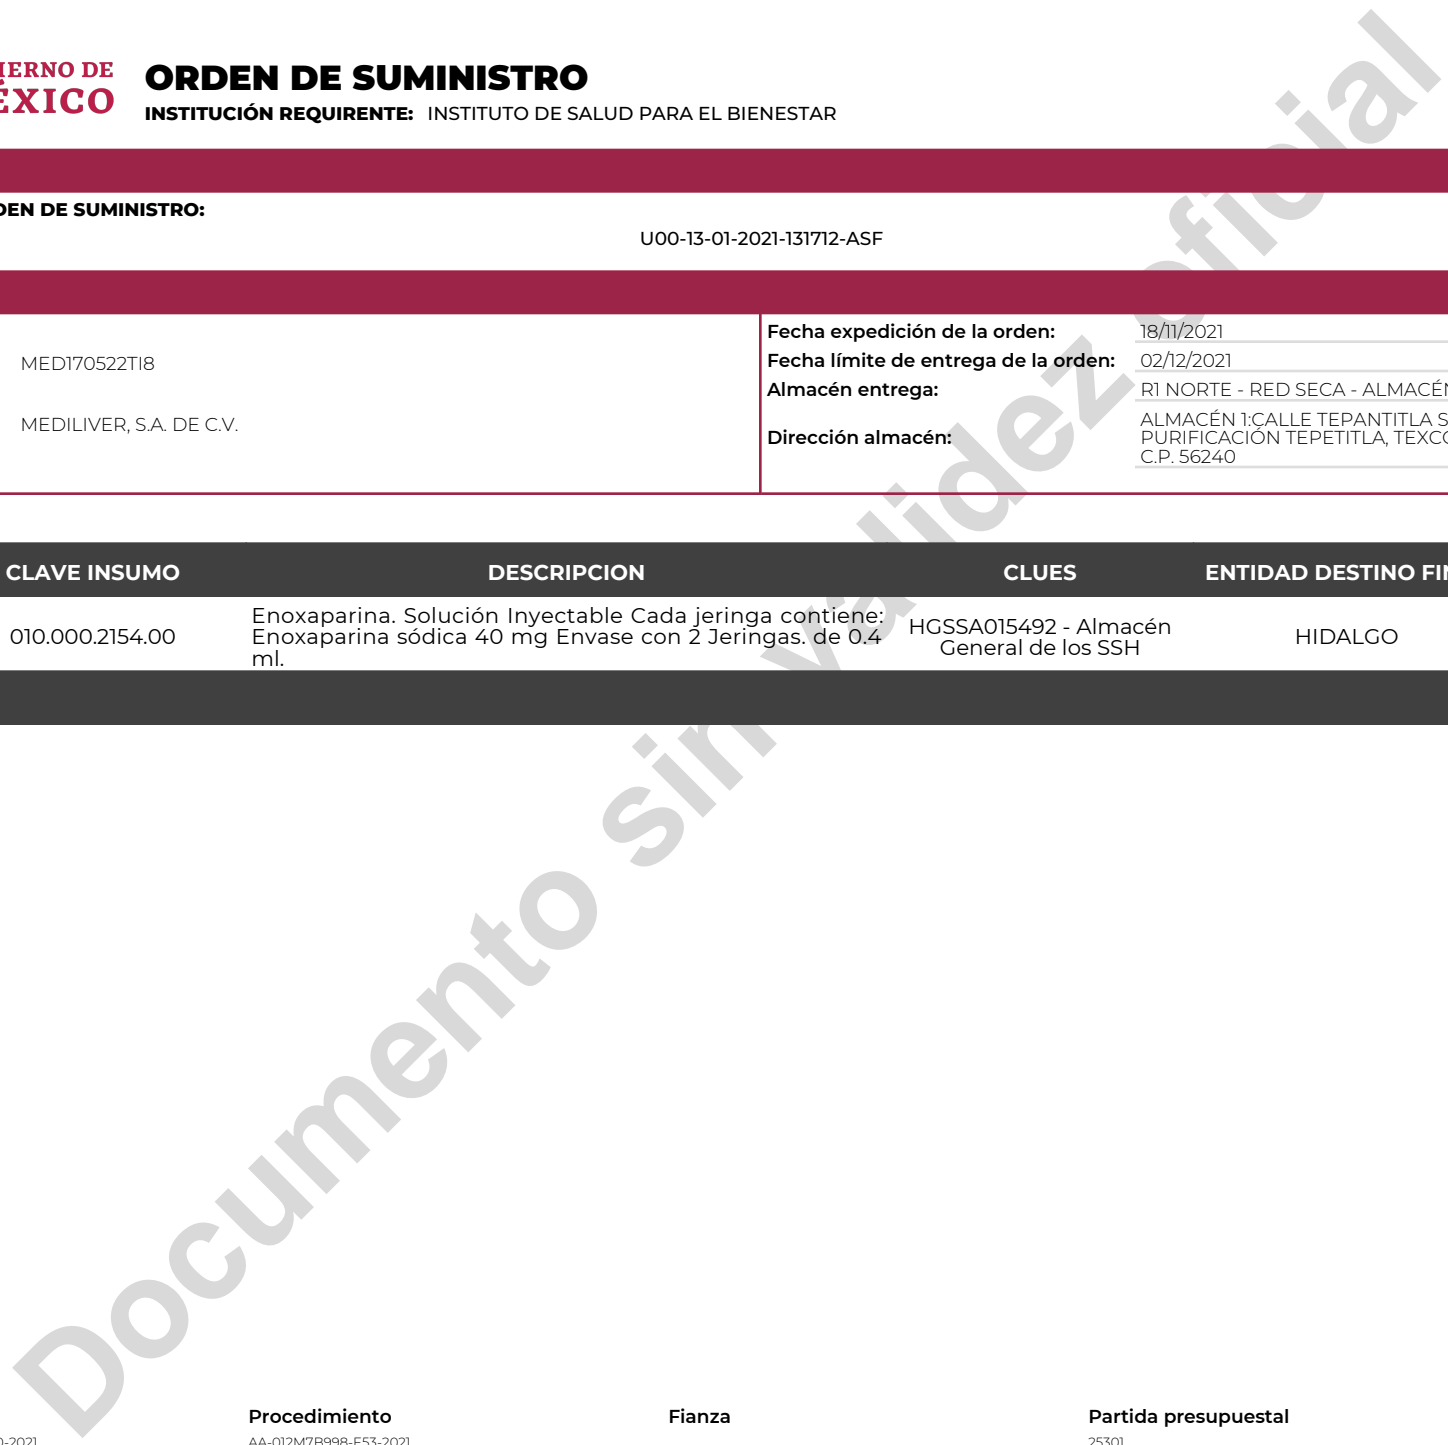 IERNO DE
ÉXICO
ORDEN DE SUMINISTRO
INSTITUCIÓN REQUIRENTE: INSTITUTO DE SALUD PARA EL BIENESTAR
DEN DE SUMINISTRO:
U00-13-01-2021-131712-ASF
MED170522TI8
MEDILIVER, S.A. DE C.V.
Fecha expedición de la orden: 18/11/2021
Fecha límite de entrega de la orden: 02/12/2021
Almacén entrega: R1 NORTE - RED SECA - ALMACÉN
Dirección almacén:
ALMACÉN 1:CALLE TEPANTITLA S
PURIFICACIÓN TEPETITLA, TEXCO
C.P. 56240
CLAVE INSUMO DESCRIPCION CLUES ENTIDAD DESTINO FIN
010.000.2154.00
Enoxaparina. Solución Inyectable Cada jeringa contiene:
Enoxaparina sódica 40 mg Envase con 2 Jeringas. de 0.4
ml.
HGSSA015492 - Almacén
General de los SSH
HIDALGO
Documento sin validez oficial
Procedimiento Fianza Partida presupuestal
0-2021 AA-012M7B998-E53-2021 25301